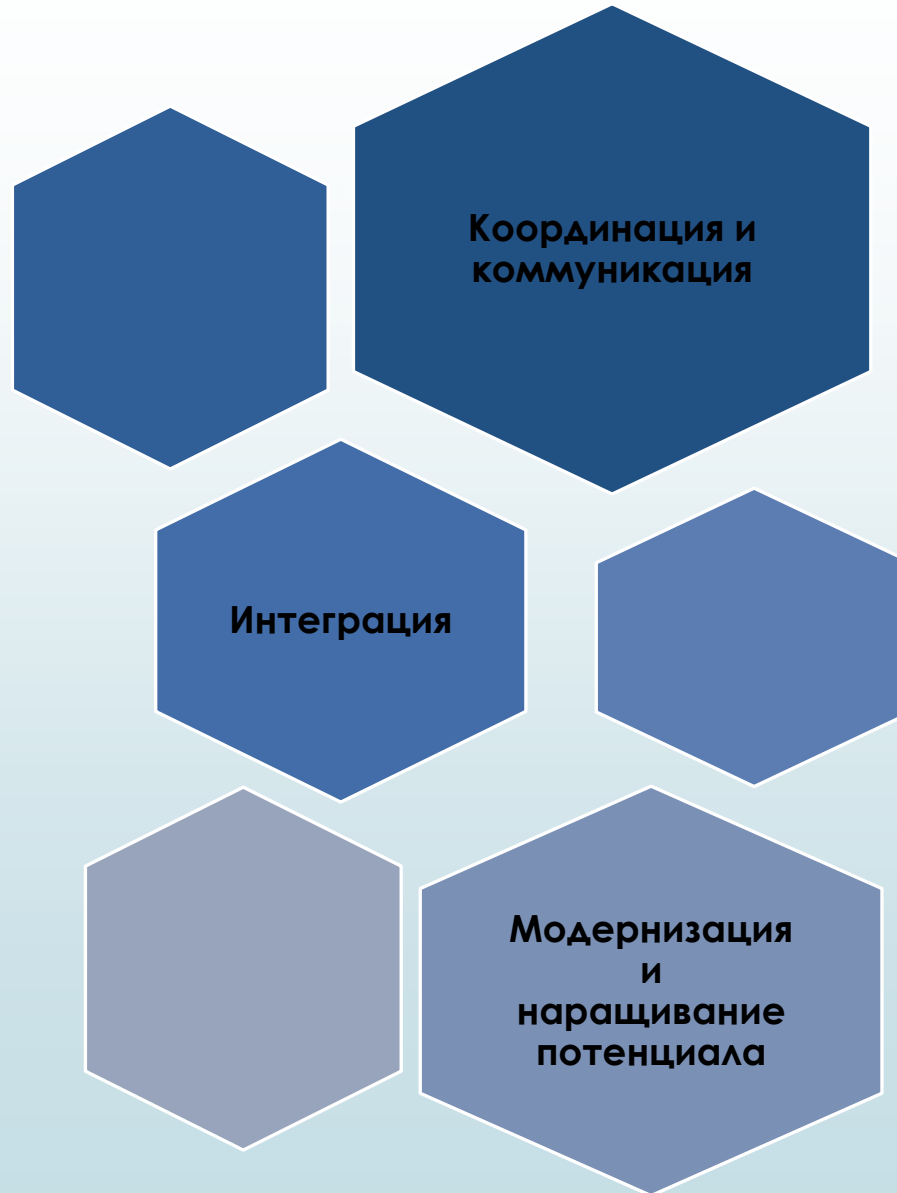 Координация и
коммуникация
Интеграция
Модернизация
и
наращивание
потенциала